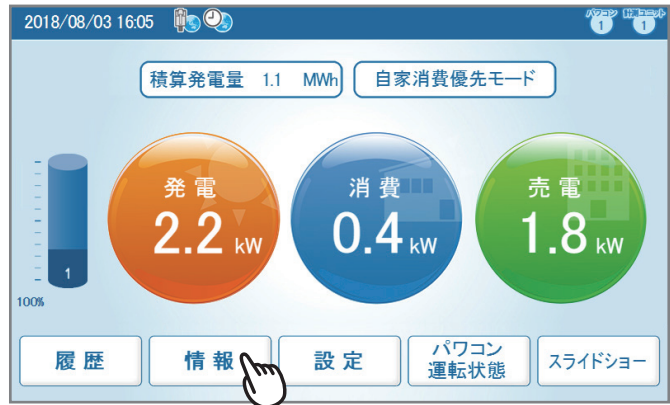 2018/08/03 16:05
パワコン 1
計測ユニット 1
積算発電量 1.1 MWh
自家消費優先モード
発電
2.2 kW
消費
0.4 kW
売電
1.8 kW
1
100%
履歴
情報
設定
パワコン
運転状態
スライドショー